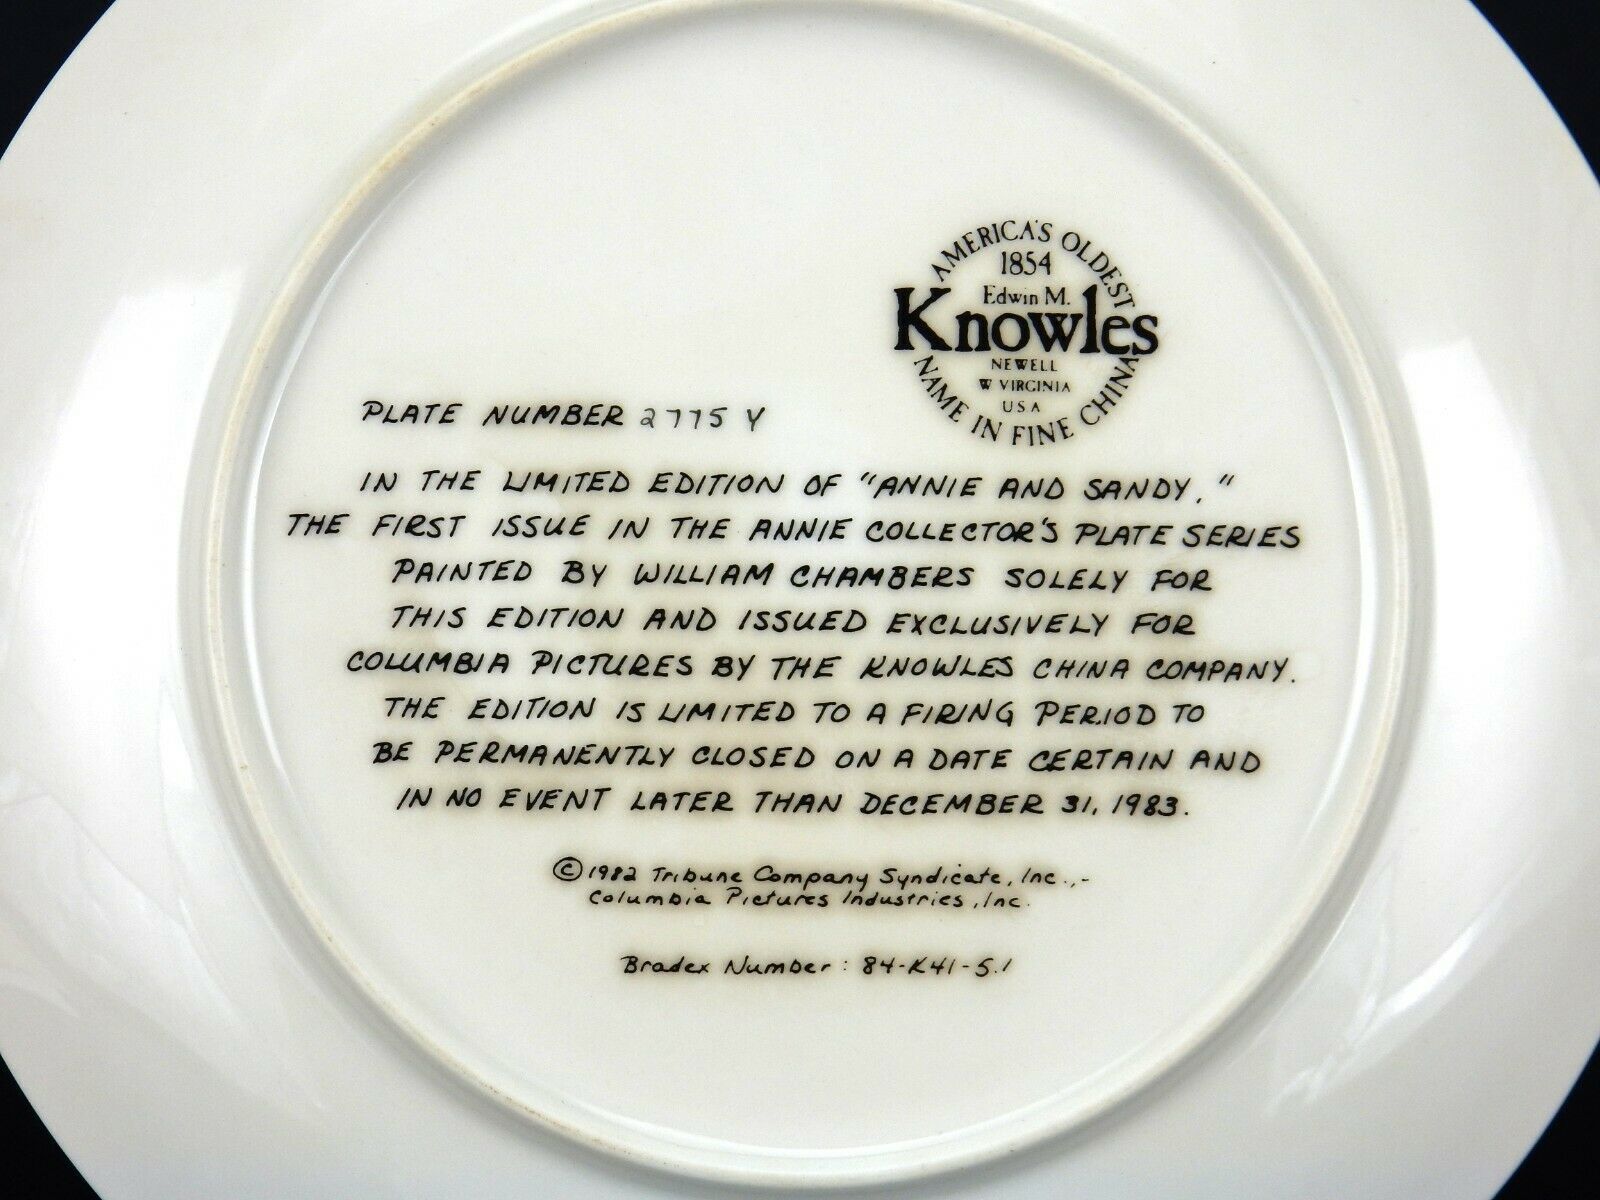 AMERICA'S OLDEST
1854
Edwin M.
Knowles
NEWELL
W VIRGINIA
USA
NAME IN FINE CHINA
PLATE NUMBER 2775 Y
IN THE LIMITED EDITION OF "ANNIE AND SANDY,"
THE FIRST ISSUE IN THE ANNIE COLLECTOR'S PLATE SERIES
PAINTED BY WILLIAM CHAMBERS SOLELY FOR
THIS EDITION AND ISSUED EXCLUSIVELY FOR
COLUMBIA PICTURES BY THE KNOWLES CHINA COMPANY.
THE EDITION IS LIMITED TO A FIRING PERIOD TO
BE PERMANENTLY CLOSED ON A DATE CERTAIN AND
IN NO EVENT LATER THAN DECEMBER 31, 1983.
©1982 Tribune Company Syndicate, Inc.,-
Columbia Pictures Industries, Inc.
Bradex Number: 84-K41-5.1